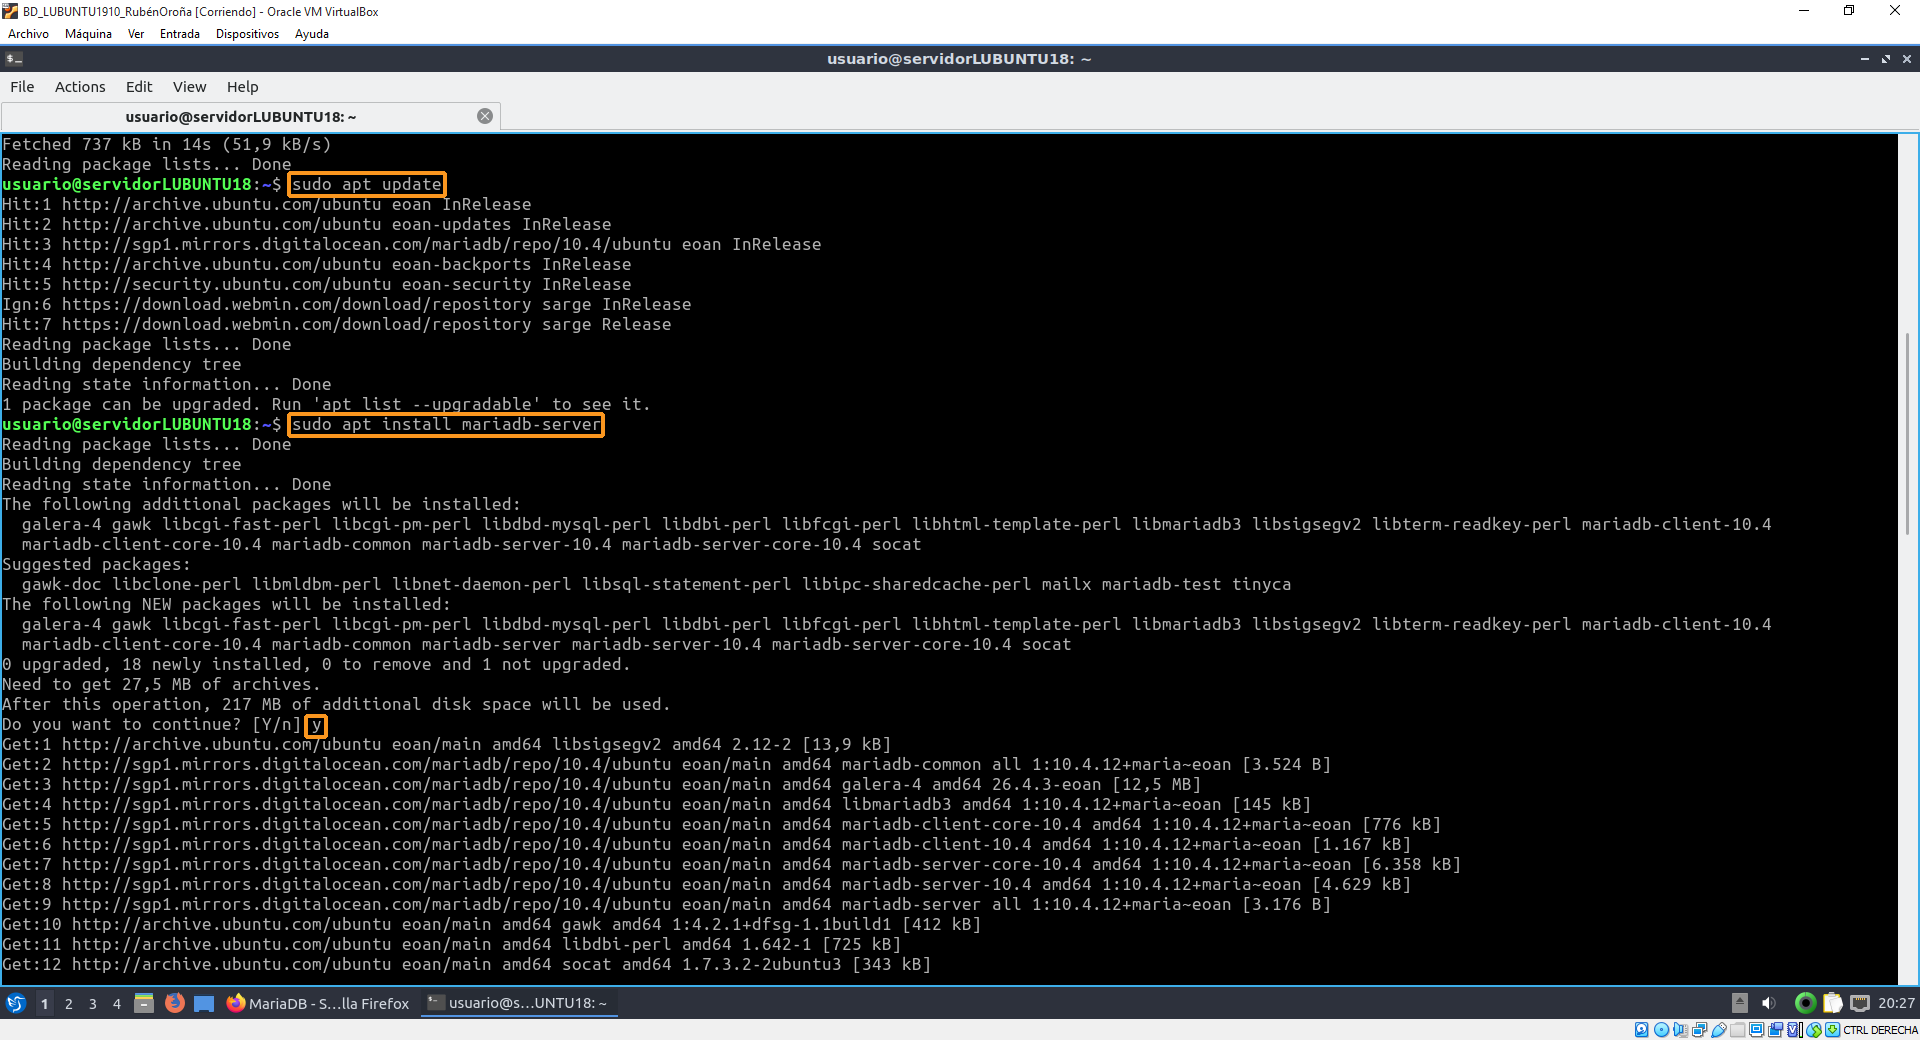 BD_LUBUNTU1910_RubénOroña [Corriendo] - Oracle VM VirtualBox
Archivo Máquina Ver Entrada Dispositivos Ayuda
usuario@servidorLUBUNTU18: ~
File Actions Edit View Help
usuario@servidorLUBUNTU18: ~
Fetched 737 kB in 14s (51,9 kB/s)
Reading package lists... Done
usuario@servidorLUBUNTU18:~$ sudo apt update
Hit:1 http://archive.ubuntu.com/ubuntu eoan InRelease
Hit:2 http://archive.ubuntu.com/ubuntu eoan-updates InRelease
Hit:3 http://sgp1.mirrors.digitalocean.com/mariadb/repo/10.4/ubuntu eoan InRelease
Hit:4 http://archive.ubuntu.com/ubuntu eoan-backports InRelease
Hit:5 http://security.ubuntu.com/ubuntu eoan-security InRelease
Ign:6 https://download.webmin.com/download/repository sarge InRelease
Hit:7 https://download.webmin.com/download/repository sarge Release
Reading package lists... Done
Building dependency tree
Reading state information... Done
1 package can be upgraded. Run 'apt list --upgradable' to see it.
usuario@servidorLUBUNTU18:~$ sudo apt install mariadb-server
Reading package lists... Done
Building dependency tree
Reading state information... Done
The following additional packages will be installed:
galera-4 gawk libcgi-fast-perl libcgi-pm-perl libdbd-mysql-perl libdbi-perl libfcgi-perl libhtml-template-perl libmariadb3 libsigsegv2 libterm-readkey-perl mariadb-client-10.4
mariadb-client-core-10.4 mariadb-common mariadb-server-10.4 mariadb-server-core-10.4 socat
Suggested packages:
gawk-doc libclone-perl libmldbm-perl libnet-daemon-perl libsql-statement-perl libipc-sharedcache-perl mailx mariadb-test tinyca
The following NEW packages will be installed:
galera-4 gawk libcgi-fast-perl libcgi-pm-perl libdbd-mysql-perl libdbi-perl libfcgi-perl libhtml-template-perl libmariadb3 libsigsegv2 libterm-readkey-perl mariadb-client-10.4
mariadb-client-core-10.4 mariadb-common mariadb-server mariadb-server-10.4 mariadb-server-core-10.4 socat
0 upgraded, 18 newly installed, 0 to remove and 1 not upgraded.
Need to get 27,5 MB of archives.
After this operation, 217 MB of additional disk space will be used.
Do you want to continue? [Y/n] y
Get:1 http://archive.ubuntu.com/ubuntu eoan/main amd64 libsigsegv2 amd64 2.12-2 [13,9 kB]
Get:2 http://sgp1.mirrors.digitalocean.com/mariadb/repo/10.4/ubuntu eoan/main amd64 mariadb-common all 1:10.4.12+maria~eoan [3.524 B]
Get:3 http://sgp1.mirrors.digitalocean.com/mariadb/repo/10.4/ubuntu eoan/main amd64 galera-4 amd64 26.4.3-eoan [12,5 MB]
Get:4 http://sgp1.mirrors.digitalocean.com/mariadb/repo/10.4/ubuntu eoan/main amd64 libmariadb3 amd64 1:10.4.12+maria~eoan [145 kB]
Get:5 http://sgp1.mirrors.digitalocean.com/mariadb/repo/10.4/ubuntu eoan/main amd64 mariadb-client-core-10.4 amd64 1:10.4.12+maria~eoan [776 kB]
Get:6 http://sgp1.mirrors.digitalocean.com/mariadb/repo/10.4/ubuntu eoan/main amd64 mariadb-client-10.4 amd64 1:10.4.12+maria~eoan [1.167 kB]
Get:7 http://sgp1.mirrors.digitalocean.com/mariadb/repo/10.4/ubuntu eoan/main amd64 mariadb-server-core-10.4 amd64 1:10.4.12+maria~eoan [6.358 kB]
Get:8 http://sgp1.mirrors.digitalocean.com/mariadb/repo/10.4/ubuntu eoan/main amd64 mariadb-server-10.4 amd64 1:10.4.12+maria~eoan [4.629 kB]
Get:9 http://sgp1.mirrors.digitalocean.com/mariadb/repo/10.4/ubuntu eoan/main amd64 mariadb-server all 1:10.4.12+maria~eoan [3.176 B]
Get:10 http://archive.ubuntu.com/ubuntu eoan/main amd64 gawk amd64 1:4.2.1+dfsg-1.1build1 [412 kB]
Get:11 http://archive.ubuntu.com/ubuntu eoan/main amd64 libdbi-perl amd64 1.642-1 [725 kB]
Get:12 http://archive.ubuntu.com/ubuntu eoan/main amd64 socat amd64 1.7.3.2-2ubuntu3 [343 kB]
1 2 3 4 MariaDB - S...lla Firefox usuario@s...UNTU18: ~ 20:27
CTRL DERECHA